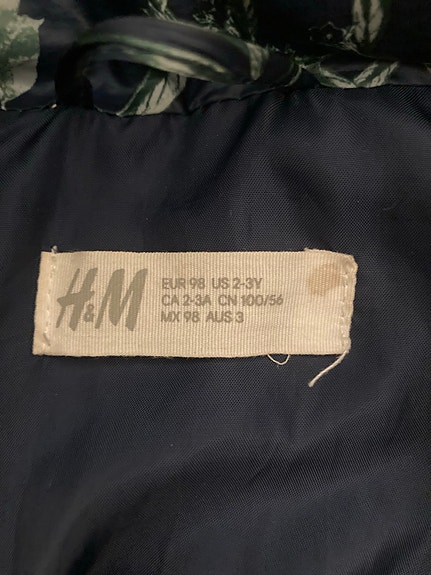 H&M
EUR 98 US 2-3Y
CA 2-3A CN 100/56
MX 98 AUS 3